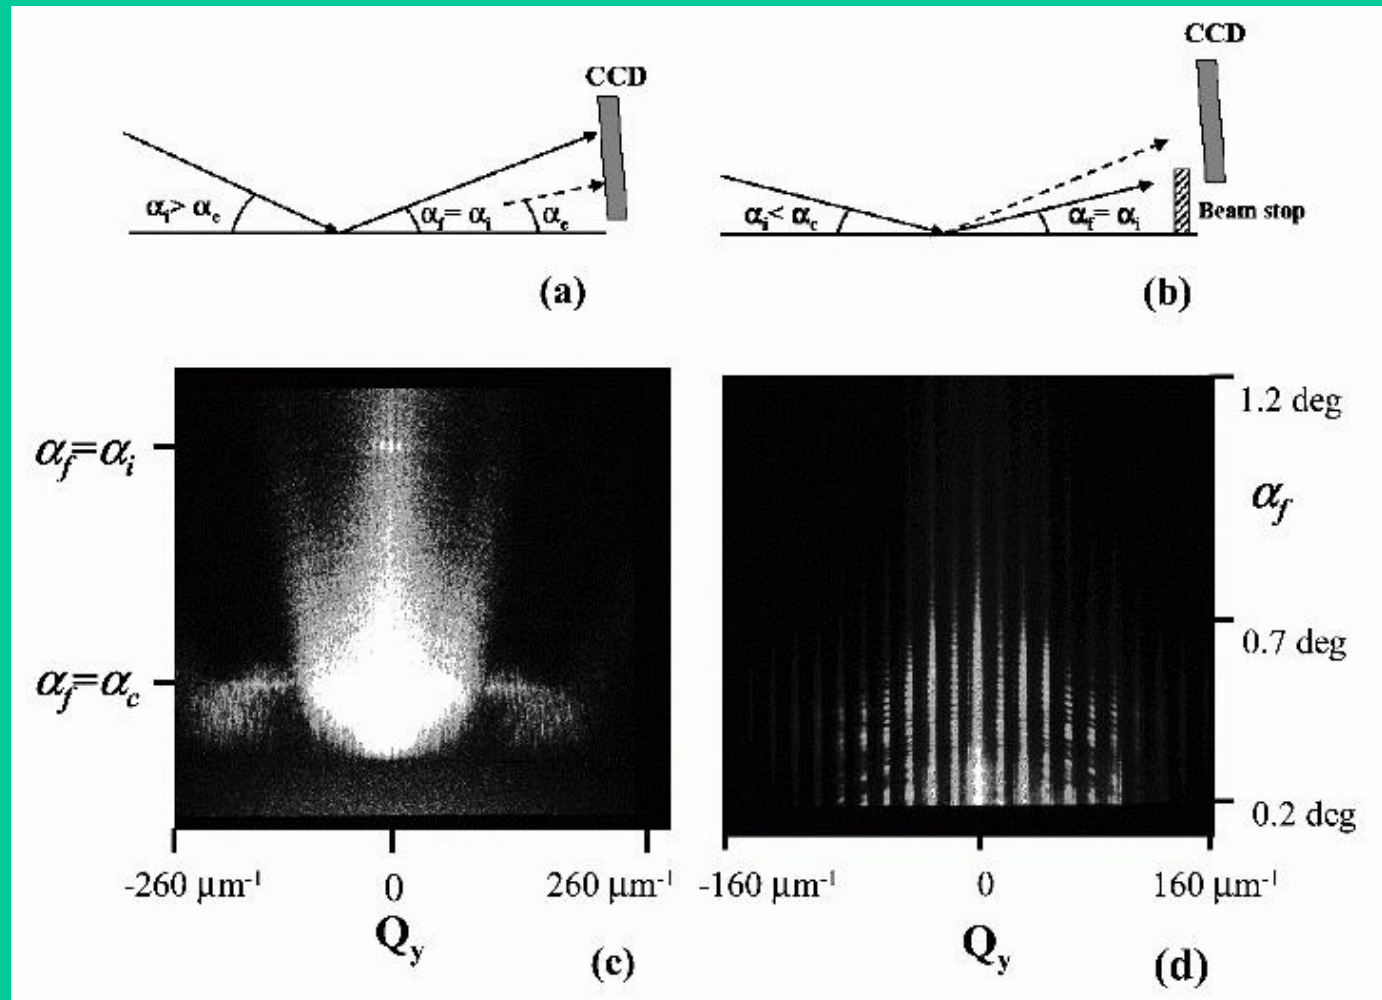 CCD
αi> αc
αf= αi
αc
(a)
CCD
αi< αc
αf= αi
Beam stop
(b)
αf=αi
αf=αc
-260 μm-1
0
260 μm-1
Qy
(c)
1.2 deg
αf
0.7 deg
0.2 deg
-160 μm-1
0
160 μm-1
Qy
(d)